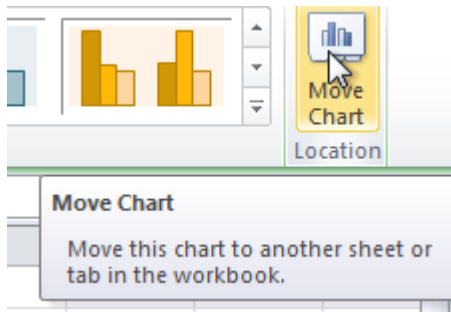 Move
Chart
Location
Move Chart
Move this chart to another sheet or
tab in the workbook.